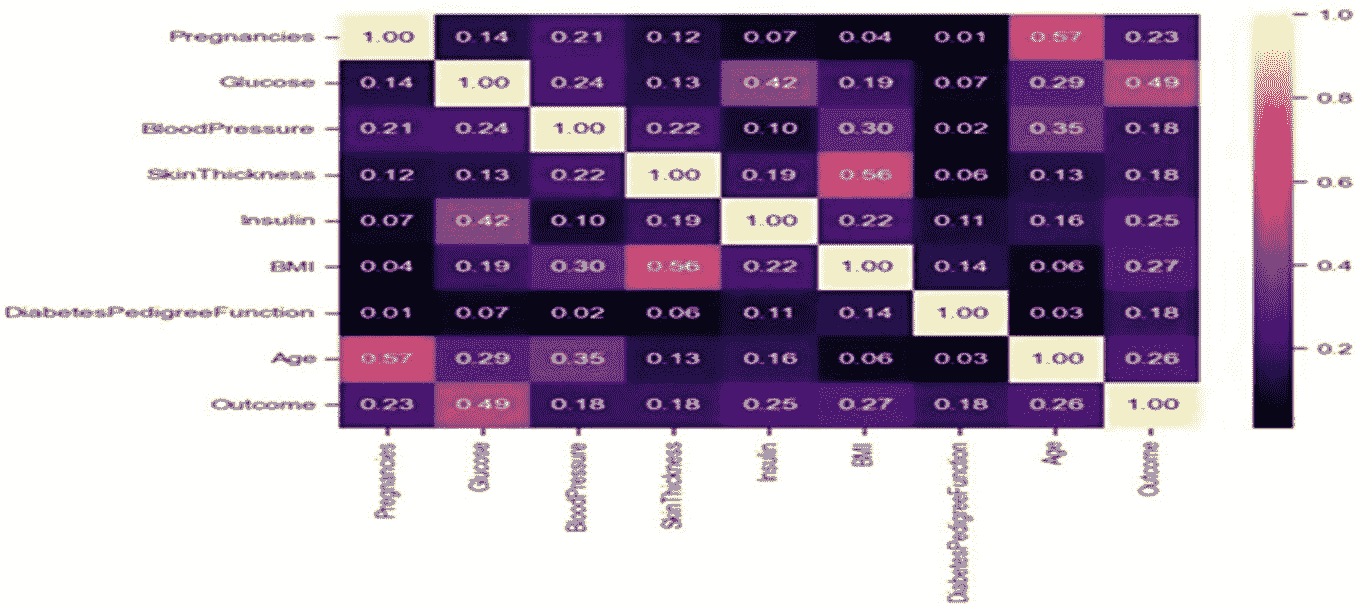 Pregnancies 1.00 0.14 0.21 0.12 0.07 0.04 0.01 0.57 0.23
Glucose 0.14 1.00 0.24 0.13 0.42 0.19 0.07 0.29 0.49
BloodPressure 0.21 0.24 1.00 0.22 0.10 0.30 0.02 0.35 0.18
SkinThickness 0.12 0.13 0.22 1.00 0.19 0.56 0.06 0.13 0.18
Insulin 0.07 0.42 0.10 0.19 1.00 0.22 0.11 0.16 0.25
BMI 0.04 0.19 0.30 0.56 0.22 1.00 0.14 0.06 0.27
DiabetesPedigreeFunction 0.01 0.07 0.02 0.06 0.11 0.14 1.00 0.03 0.18
Age 0.57 0.29 0.35 0.13 0.16 0.06 0.03 1.00 0.26
Outcome 0.23 0.49 0.18 0.18 0.25 0.27 0.18 0.26 1.00
Pregnancies
Glucose
BloodPressure
SkinThickness
Insulin
BMI
DiabetesPedigreeFunction
Age
Outcome
1.0
0.8
0.6
0.4
0.2